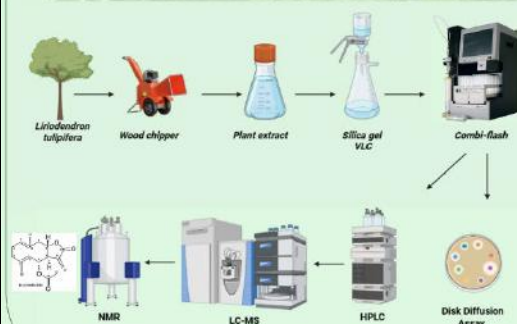 Liriodendron
tulipifera
Wood chipper
Plant extract
Silica gel
VLC
Combi-flash
NMR
LC-MS
HPLC
Disk Diffusion
Assay